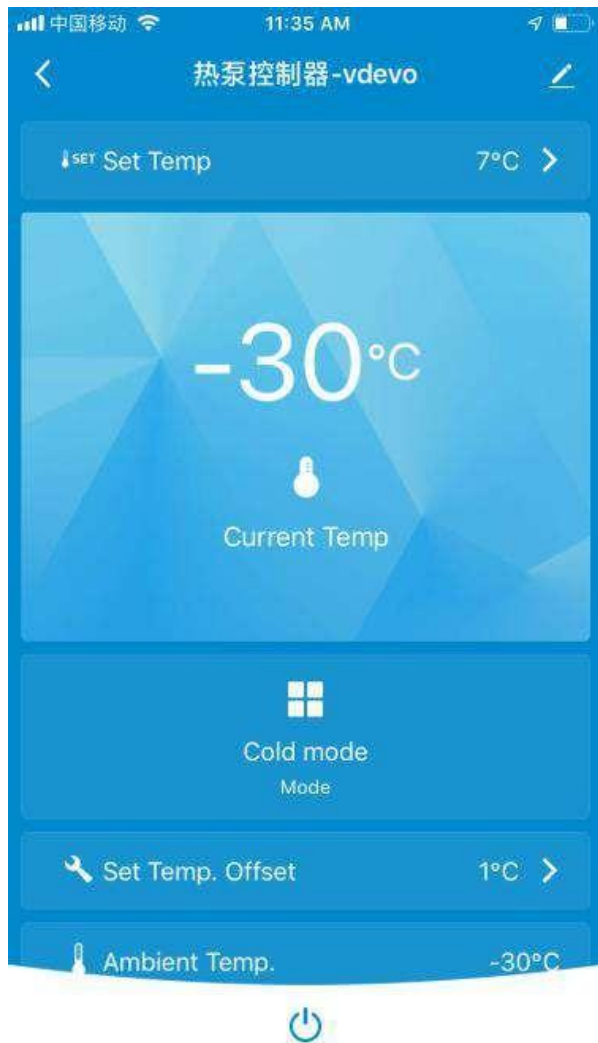 中国移动 11:35 AM
热泵控制器-vdevo
SET Set Temp 7°C
-30°C
Current Temp
Cold mode
Mode
Set Temp. Offset 1°C
Ambient Temp. -30°C